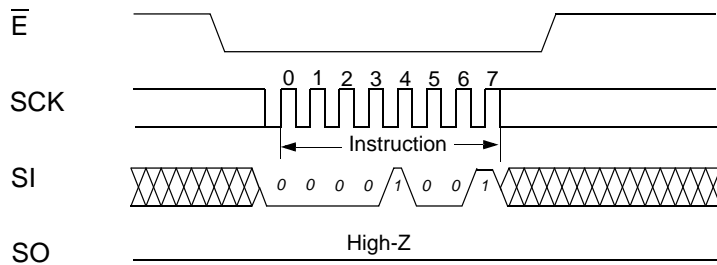 E̅
SCK
0 1 2 3 4 5 6 7
Instruction
SI
0 0 0 0 1 0 0 1
High-Z
SO